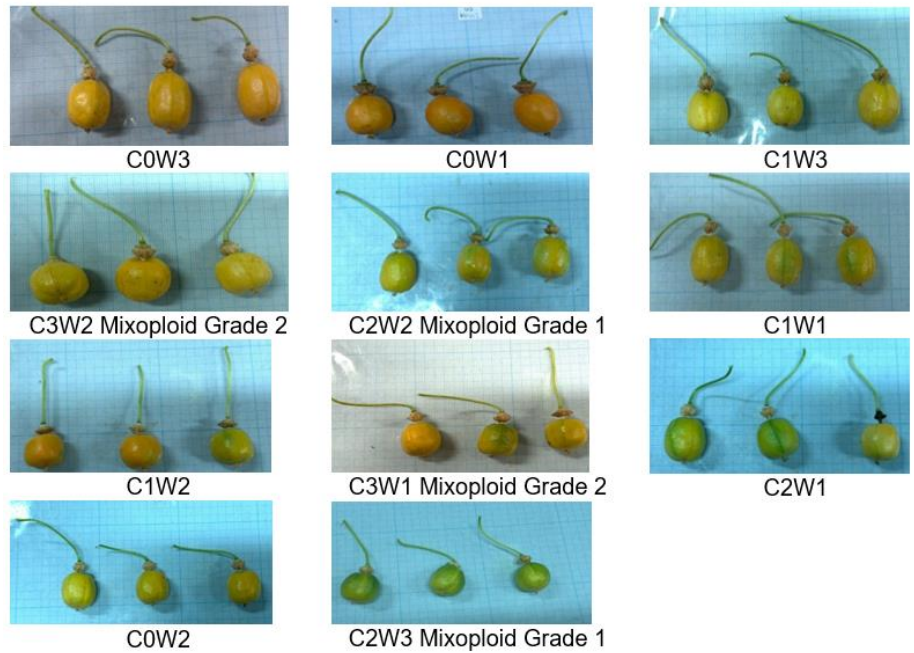 C0W3
C0W1
C1W3
C3W2 Mixoploid Grade 2
C2W2 Mixoploid Grade 1
C1W1
C1W2
C3W1 Mixoploid Grade 2
C2W1
C0W2
C2W3 Mixoploid Grade 1